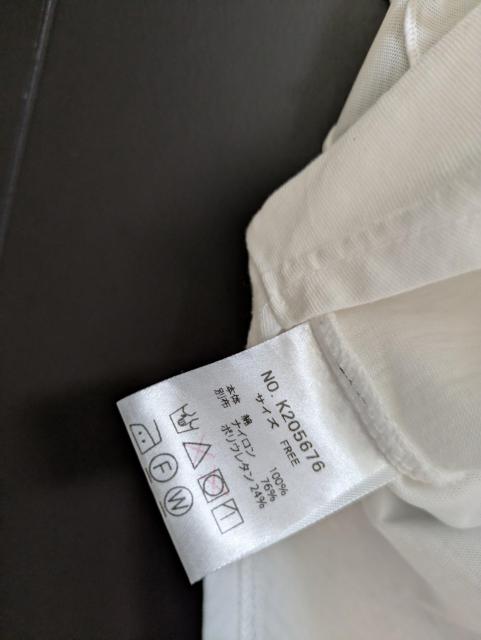 NO. K205676
サイズ FREE
本体 綿 100%
別布 ナイロン 76%
ポリウレタン 24%
F
W